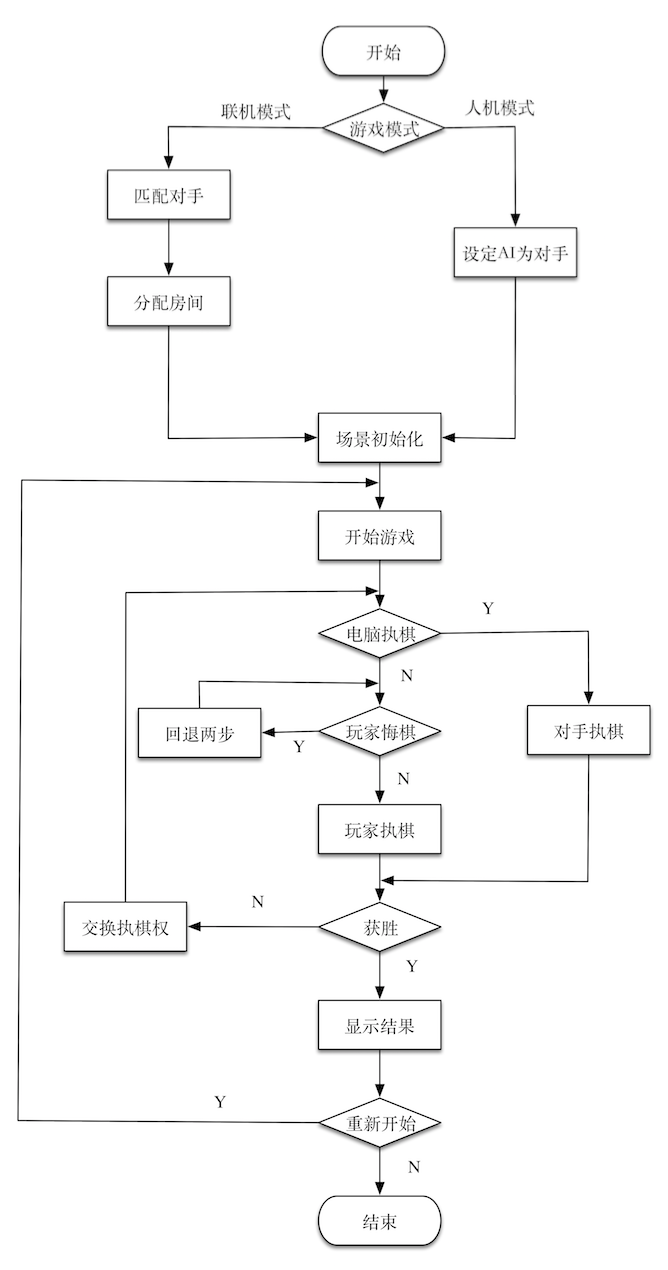 开始
联机模式
人机模式
游戏模式
匹配对手
设定AI为对手
分配房间
场景初始化
开始游戏
Y
电脑执棋
N
回退两步
Y
玩家悔棋
对手执棋
N
玩家执棋
N
交换执棋权
获胜
Y
显示结果
Y
重新开始
N
结束